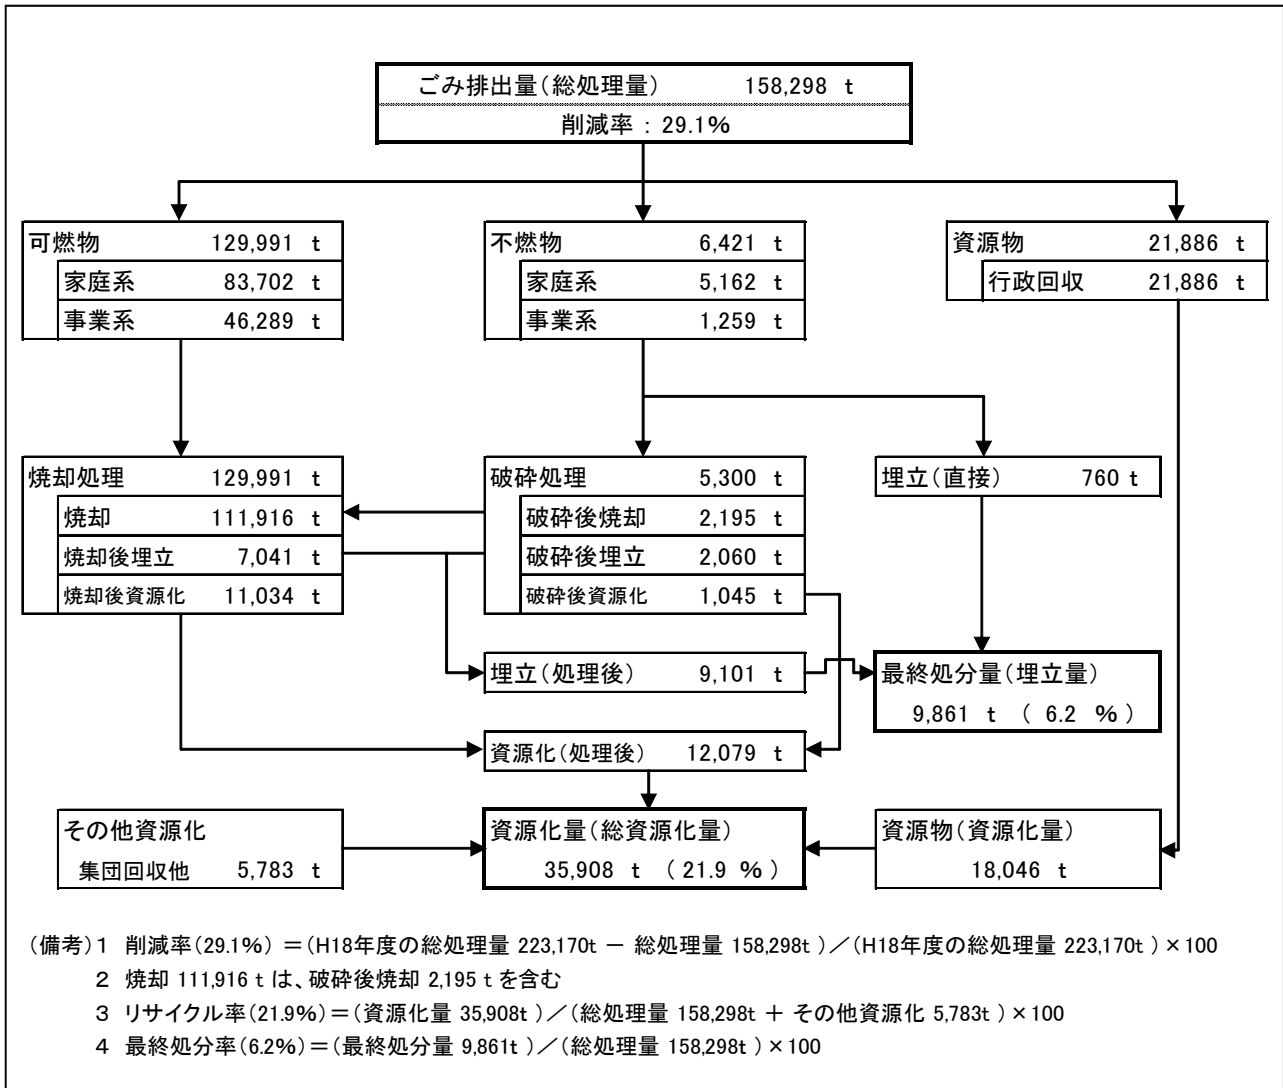 ごみ排出量（総処理量） 158,298 t
削減率 ： 29.1%
可燃物 129,991 t
家庭系 83,702 t
事業系 46,289 t
不燃物 6,421 t
家庭系 5,162 t
事業系 1,259 t
資源物 21,886 t
行政回収 21,886 t
焼却処理 129,991 t
焼却 111,916 t
焼却後埋立 7,041 t
焼却後資源化 11,034 t
破砕処理 5,300 t
破砕後焼却 2,195 t
破砕後埋立 2,060 t
破砕後資源化 1,045 t
埋立（直接） 760 t
埋立（処理後） 9,101 t
最終処分量（埋立量）
9,861 t （ 6.2 % ）
資源化（処理後） 12,079 t
その他資源化
集団回収他 5,783 t
資源化量（総資源化量）
35,908 t （ 21.9 % ）
資源物（資源化量）
18,046 t
（備考）1 削減率（29.1%） ＝（H18年度の総処理量 223,170t － 総処理量 158,298t ）／（H18年度の総処理量 223,170t ）×100
2 焼却 111,916 t は、破砕後焼却 2,195 t を含む
3 リサイクル率（21.9%）＝（資源化量 35,908t ）／（総処理量 158,298t ＋ その他資源化 5,783t ）×100
4 最終処分率（6.2%）＝（最終処分量 9,861t ）／（総処理量 158,298t ）×100